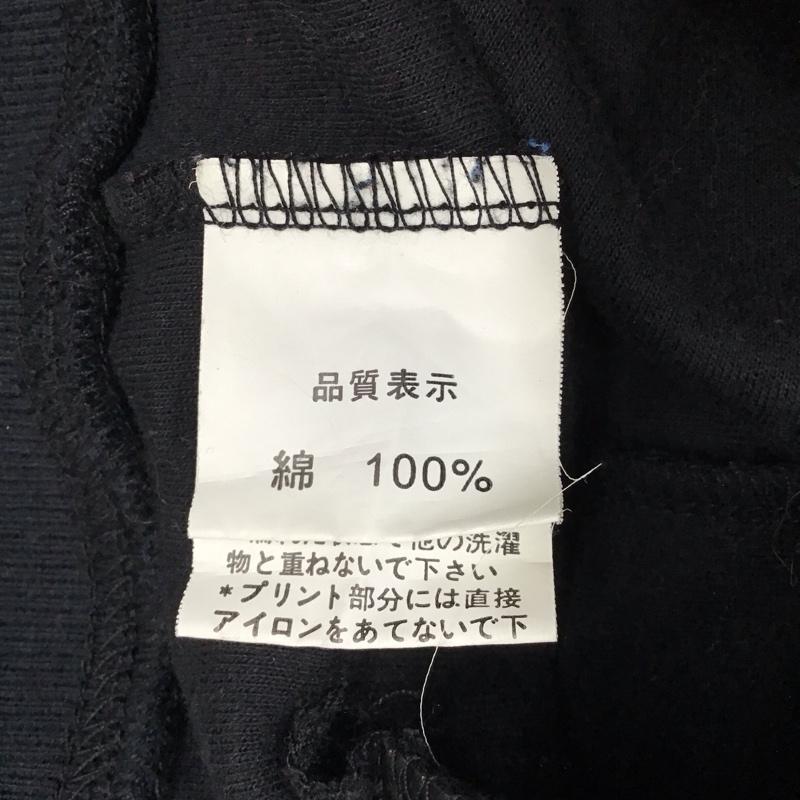 品質表示
綿 100%
他の洗濯
物と重ねないで下さい
*プリント部分には直接
アイロンをあてないで下